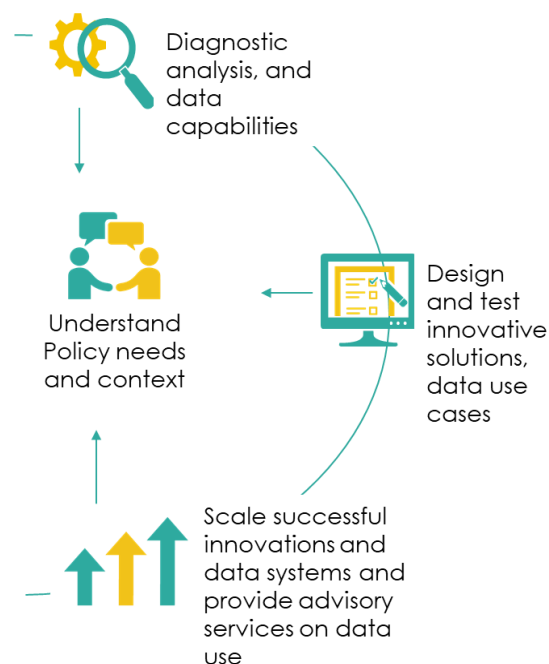 Diagnostic
analysis, and
data
capabilities
Understand
Policy needs
and context
Design
and test
innovative
solutions,
data use
cases
Scale successful
innovations and
data systems and
provide advisory
services on data
use